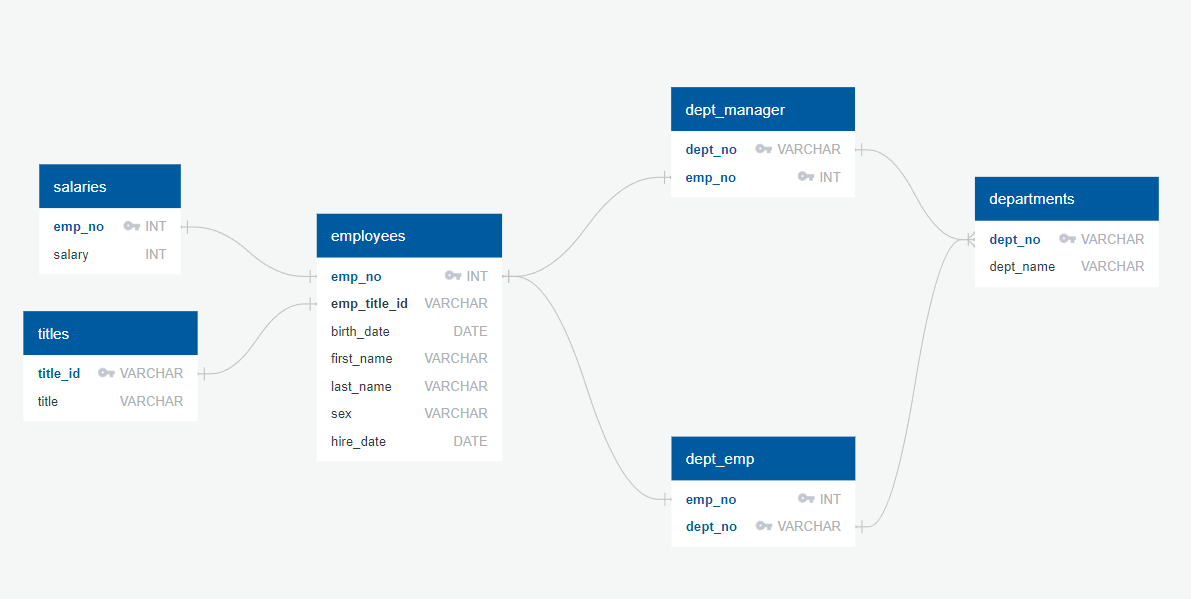 salaries
emp_no INT
salary INT
titles
title_id VARCHAR
title VARCHAR
employees
emp_no INT
emp_title_id VARCHAR
birth_date DATE
first_name VARCHAR
last_name VARCHAR
sex VARCHAR
hire_date DATE
dept_manager
dept_no VARCHAR
emp_no INT
dept_emp
emp_no INT
dept_no VARCHAR
departments
dept_no VARCHAR
dept_name VARCHAR